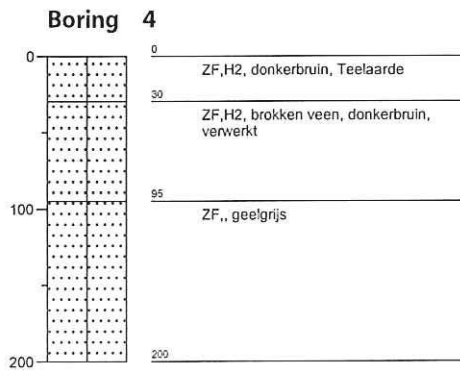 Boring 4
0
0
ZF,H2, donkerbruin, Teelaarde
30
ZF,H2, brokken veen, donkerbruin,
verwerkt
95
100
ZF,, geelgrijs
200
200